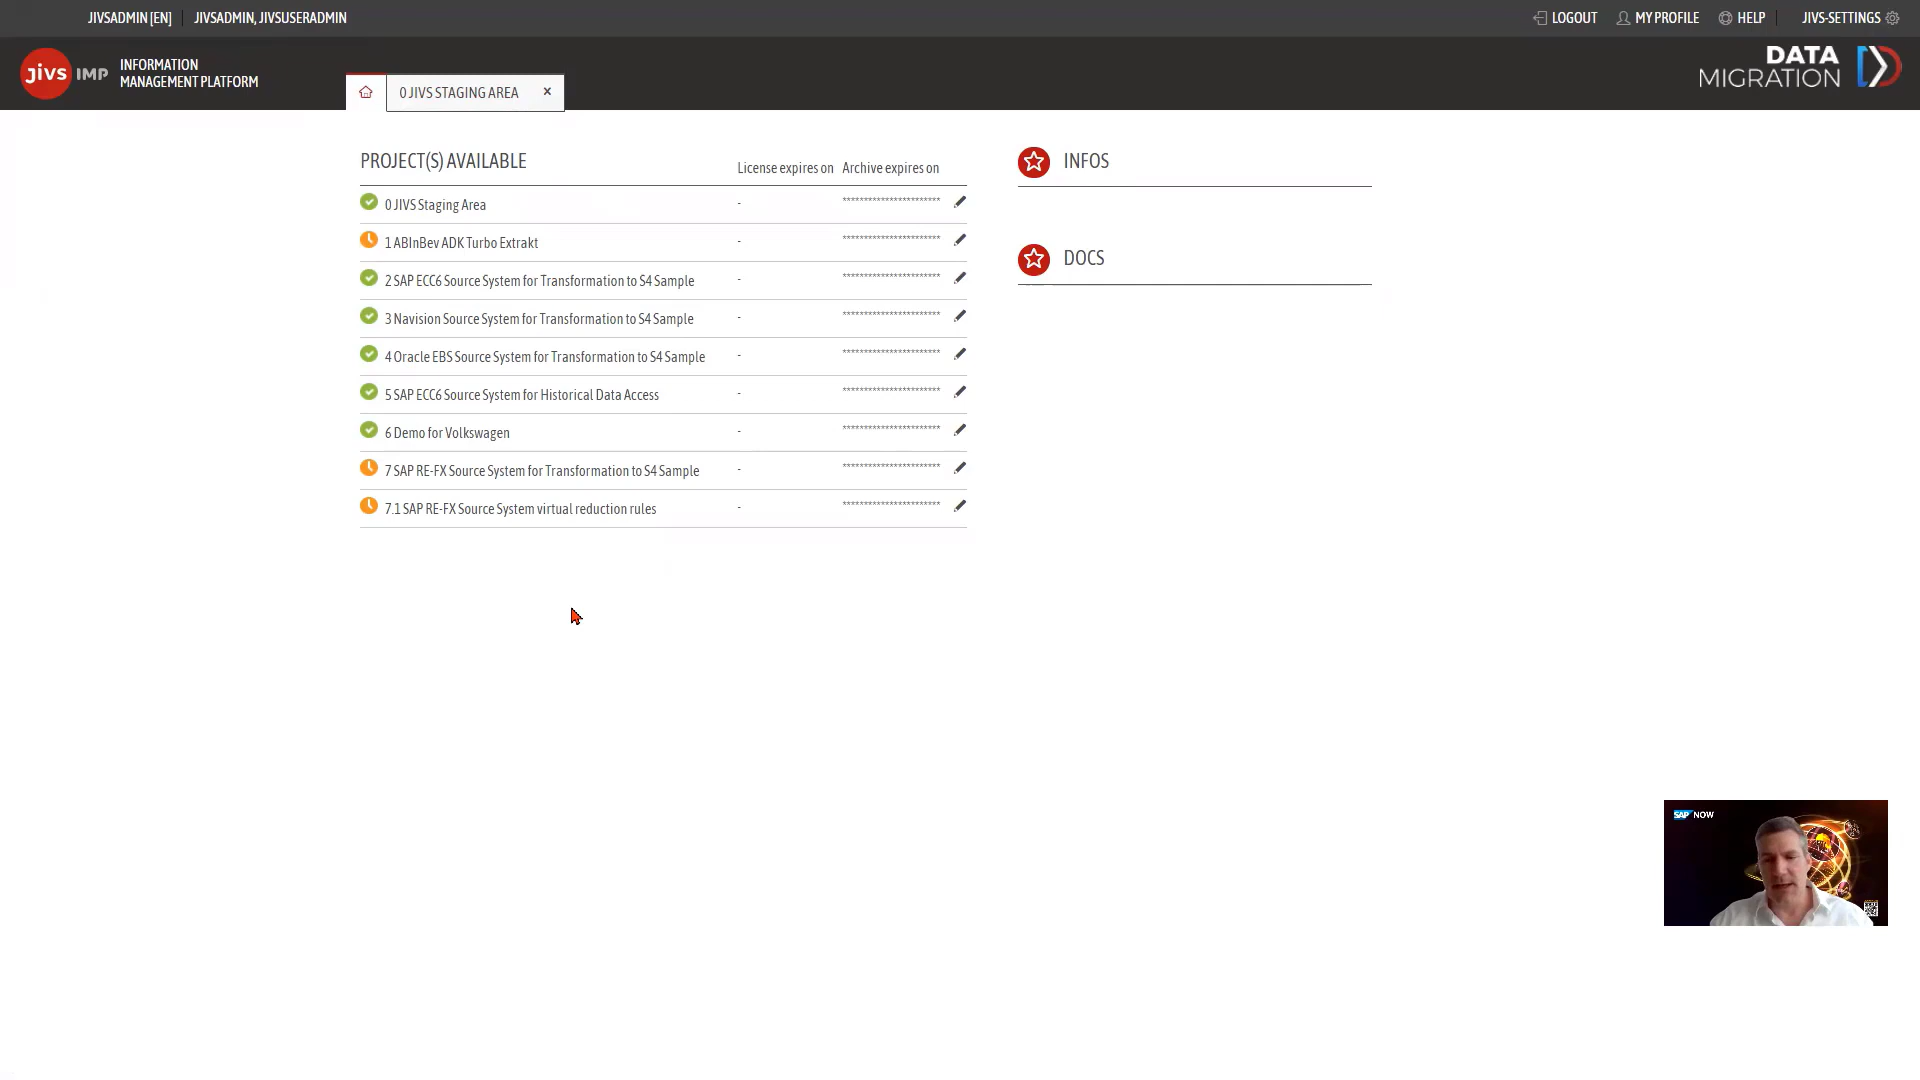 JIVSADMIN [EN]
JIVSADMIN, JIVSUSERADMIN
LOGOUT
MY PROFILE
HELP
JIVS-SETTINGS
jivs IMP
INFORMATION
MANAGEMENT PLATFORM
0 JIVS STAGING AREA ×
DATA
MIGRATION
PROJECT(S) AVAILABLE
License expires on
Archive expires on
0 JIVS Staging Area - ***********************
1 ABInBev ADK Turbo Extrakt - ***********************
2 SAP ECC6 Source System for Transformation to S4 Sample - ***********************
3 Navision Source System for Transformation to S4 Sample - ***********************
4 Oracle EBS Source System for Transformation to S4 Sample - ***********************
5 SAP ECC6 Source System for Historical Data Access - ***********************
6 Demo for Volkswagen - ***********************
7 SAP RE-FX Source System for Transformation to S4 Sample - ***********************
7.1 SAP RE-FX Source System virtual reduction rules - ***********************
INFOS
DOCS
SAP NOW